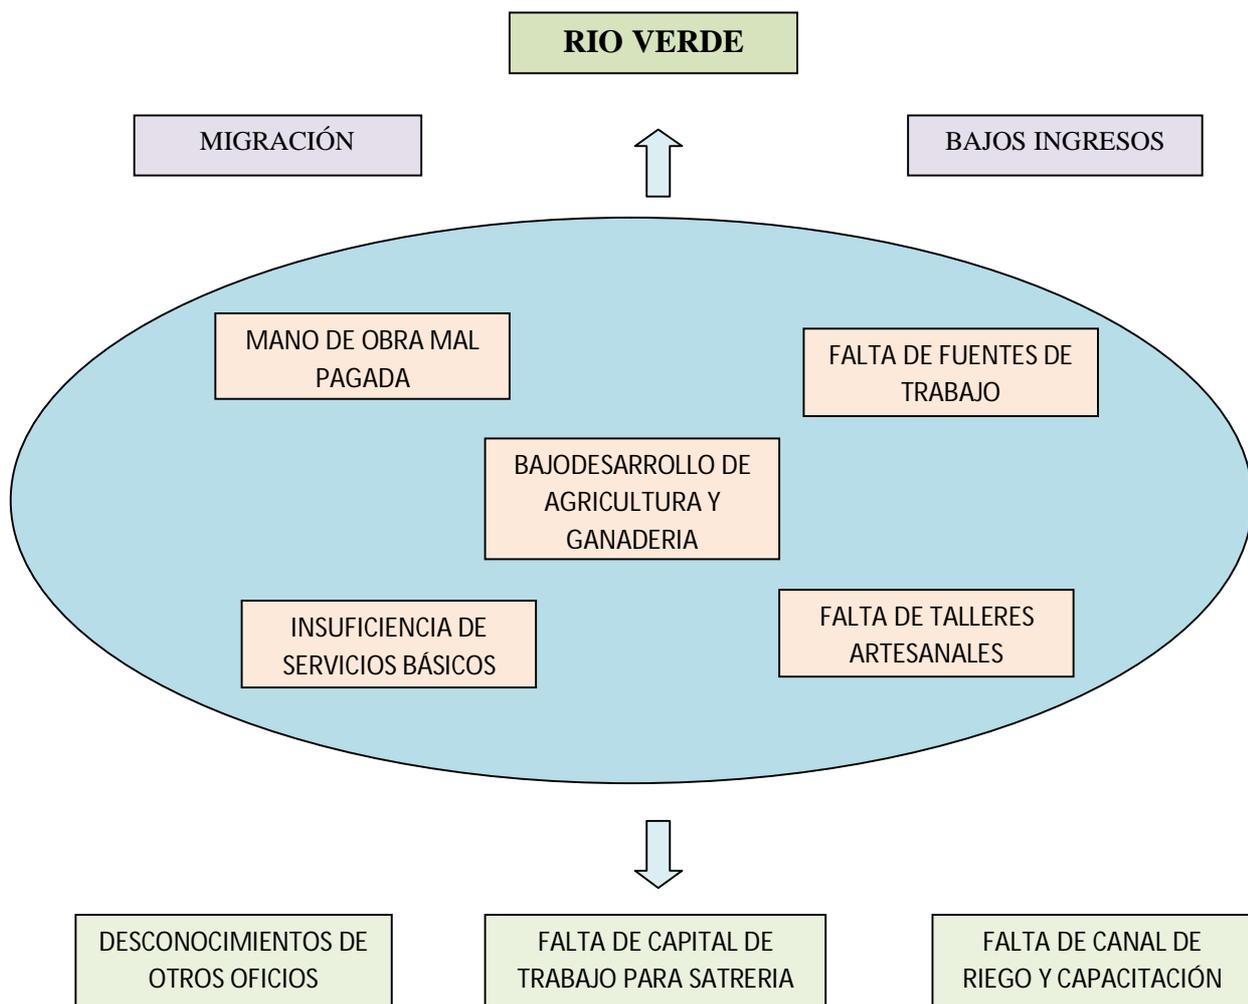 RIO VERDE
MIGRACIÓN
BAJOS INGRESOS
MANO DE OBRA MAL
PAGADA
FALTA DE FUENTES DE
TRABAJO
BAJODESARROLLO DE
AGRICULTURA Y
GANADERIA
INSUFICIENCIA DE
SERVICIOS BÁSICOS
FALTA DE TALLERES
ARTESANALES
DESCONOCIMIENTOS DE
OTROS OFICIOS
FALTA DE CAPITAL DE
TRABAJO PARA SATRERIA
FALTA DE CANAL DE
RIEGO Y CAPACITACIÓN